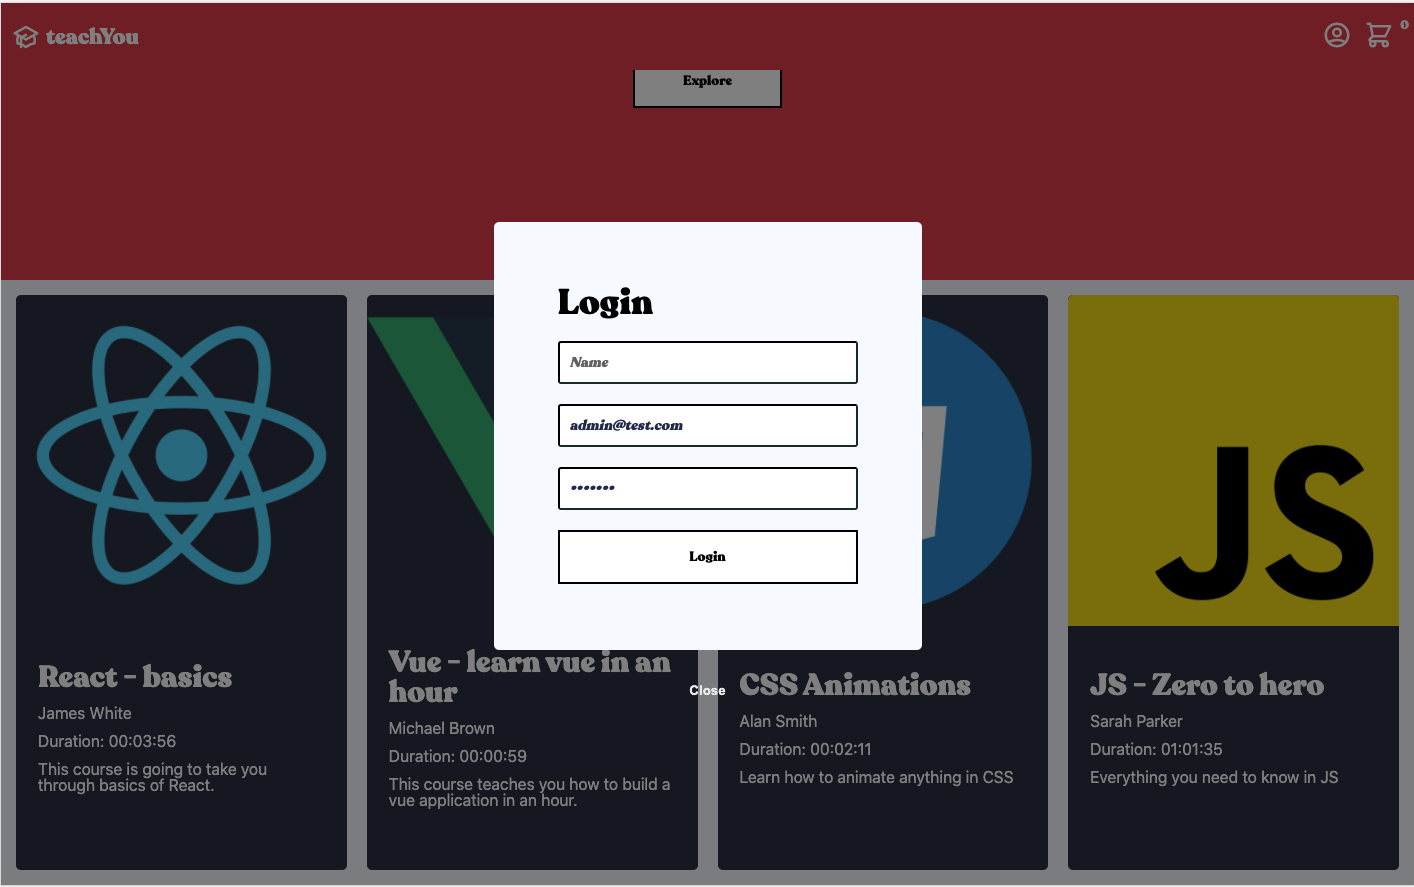 teachYou
0
Explore
Login
Name
admin@test.com
•••••••
Login
Close
React - basics
James White
Duration: 00:03:56
This course is going to take you
through basics of React.
Vue - learn vue in an
hour
Michael Brown
Duration: 00:00:59
This course teaches you how to build a
vue application in an hour.
CSS Animations
Alan Smith
Duration: 00:02:11
Learn how to animate anything in CSS
JS
JS - Zero to hero
Sarah Parker
Duration: 01:01:35
Everything you need to know in JS